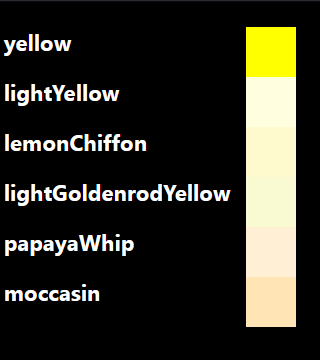 yellow
lightYellow
lemonChiffon
lightGoldenrodYellow
papayaWhip
moccasin